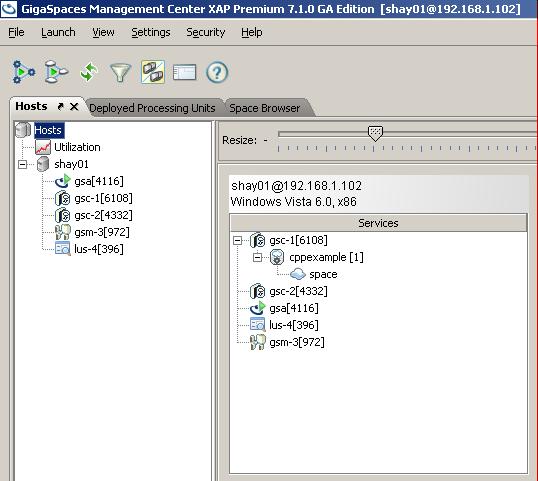 GigaSpaces Management Center XAP Premium 7.1.0 GA Edition [shay01@192.168.1.102]
File Launch View Settings Security Help
Hosts Deployed Processing Units Space Browser
Hosts
Utilization
shay01
gsa[4116]
gsc-1[6108]
gsc-2[4332]
gsm-3[972]
lus-4[396]
Resize: -
shay01@192.168.1.102
Windows Vista 6.0, x86
Services
gsc-1[6108]
cppexample [1]
space
gsc-2[4332]
gsa[4116]
lus-4[396]
gsm-3[972]